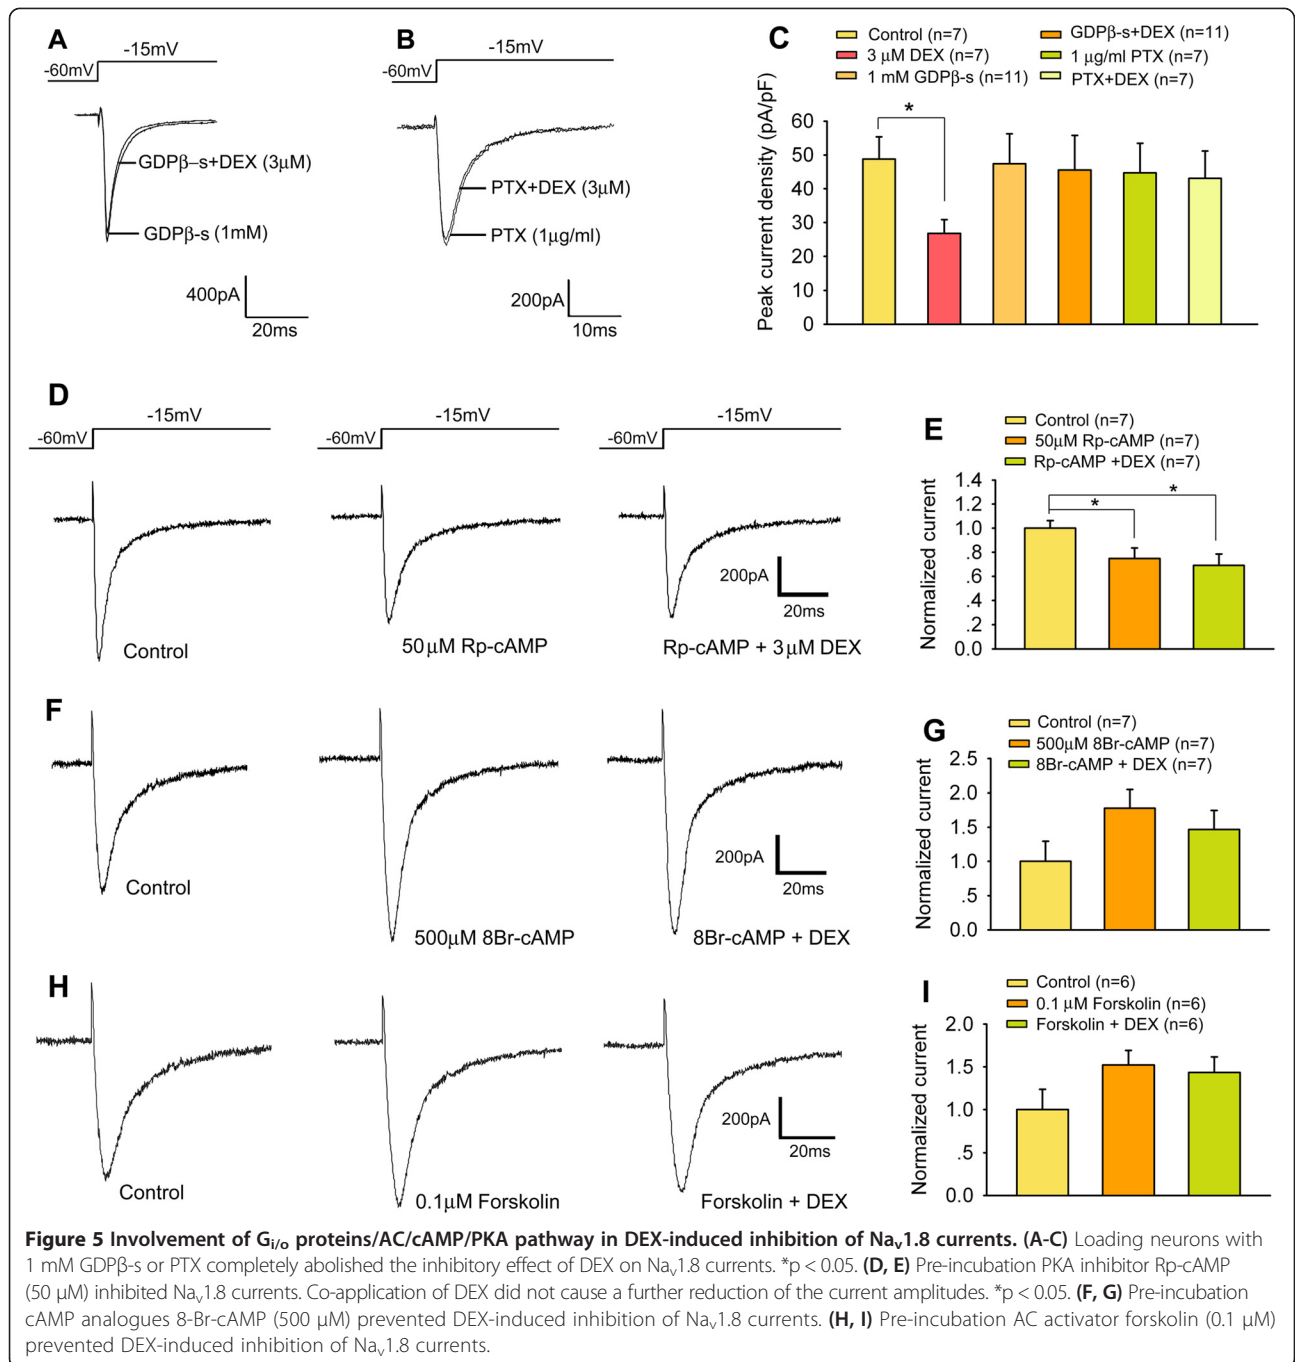 A
-15mV
-60mV
GDPβ–s+DEX (3μM)
GDPβ-s (1mM)
400pA
20ms
B
-15mV
-60mV
PTX+DEX (3μM)
PTX (1μg/ml)
200pA
10ms
C
Control (n=7)
3 μM DEX (n=7)
1 mM GDPβ-s (n=11)
GDPβ-s+DEX (n=11)
1 μg/ml PTX (n=7)
PTX+DEX (n=7)
Peak current density (pA/pF)
60
50
40
30
20
10
0
*
D
-15mV
-60mV
Control
-15mV
-60mV
50μM Rp-cAMP
-15mV
-60mV
200pA
20ms
Rp-cAMP + 3μM DEX
E
Control (n=7)
50μM Rp-cAMP (n=7)
Rp-cAMP +DEX (n=7)
Normalized current
1.4
1.2
1.0
.8
.6
.4
.2
0.0
*
*
F
Control
500μM 8Br-cAMP
200pA
20ms
8Br-cAMP + DEX
G
Control (n=7)
500μM 8Br-cAMP (n=7)
8Br-cAMP + DEX (n=7)
Normalized current
2.5
2.0
1.5
1.0
.5
0.0
H
Control
0.1μM Forskolin
200pA
20ms
Forskolin + DEX
I
Control (n=6)
0.1 μM Forskolin (n=6)
Forskolin + DEX (n=6)
Normalized current
2.0
1.5
1.0
.5
0.0
Figure 5 Involvement of Gi/o proteins/AC/cAMP/PKA pathway in DEX-induced inhibition of Nav1.8 currents. (A-C) Loading neurons with
1 mM GDPβ-s or PTX completely abolished the inhibitory effect of DEX on Nav1.8 currents. *p < 0.05. (D, E) Pre-incubation PKA inhibitor Rp-cAMP
(50 μM) inhibited Nav1.8 currents. Co-application of DEX did not cause a further reduction of the current amplitudes. *p < 0.05. (F, G) Pre-incubation
cAMP analogues 8-Br-cAMP (500 μM) prevented DEX-induced inhibition of Nav1.8 currents. (H, I) Pre-incubation AC activator forskolin (0.1 μM)
prevented DEX-induced inhibition of Nav1.8 currents.